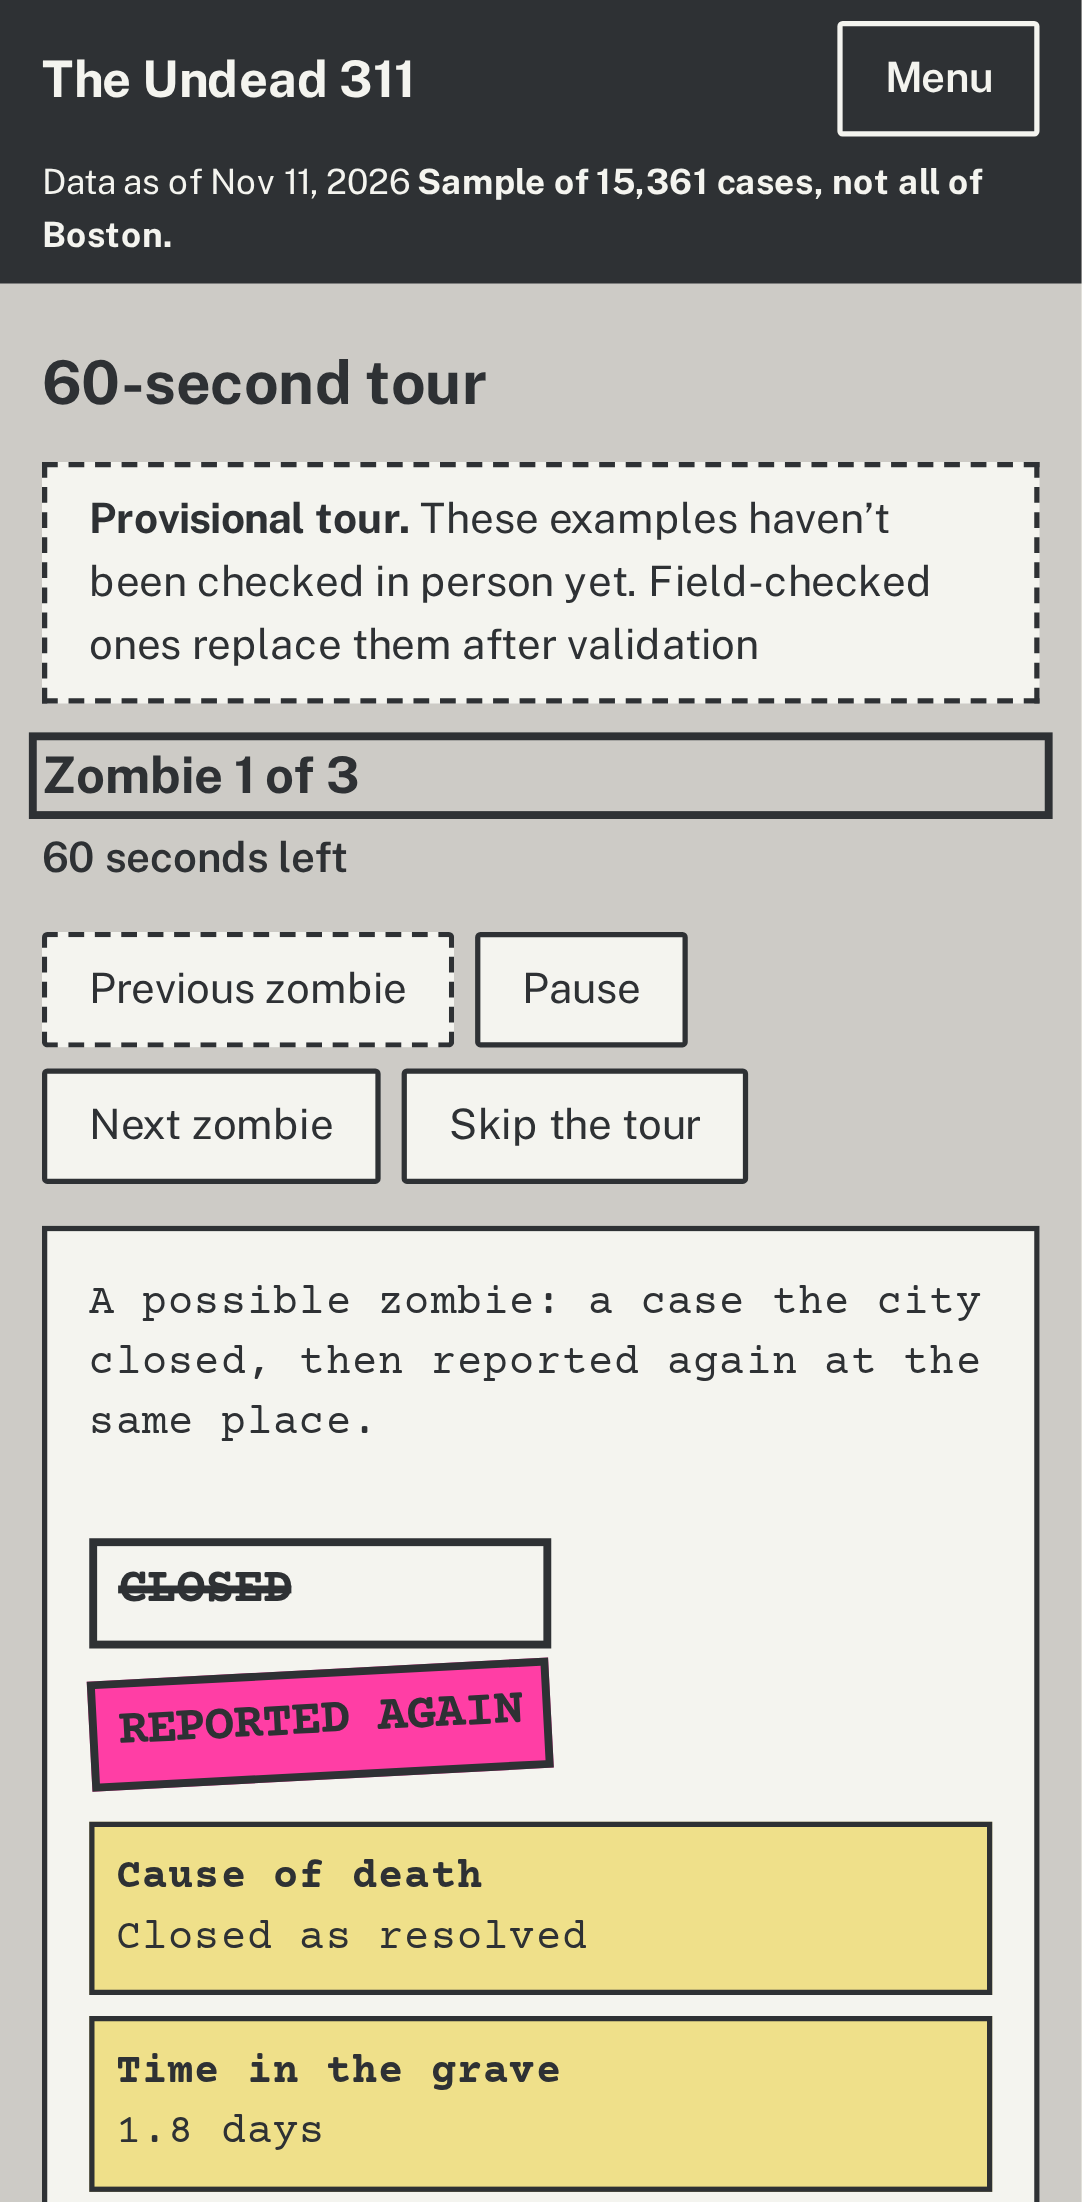 The Undead 311
Menu
Data as of Nov 11, 2026 Sample of 15,361 cases, not all of
Boston.
60-second tour
Provisional tour. These examples haven’t
been checked in person yet. Field-checked
ones replace them after validation
Zombie 1 of 3
60 seconds left
Previous zombie
Pause
Next zombie
Skip the tour
A possible zombie: a case the city
closed, then reported again at the
same place.
CLOSED
REPORTED AGAIN
Cause of death
Closed as resolved
Time in the grave
1.8 days